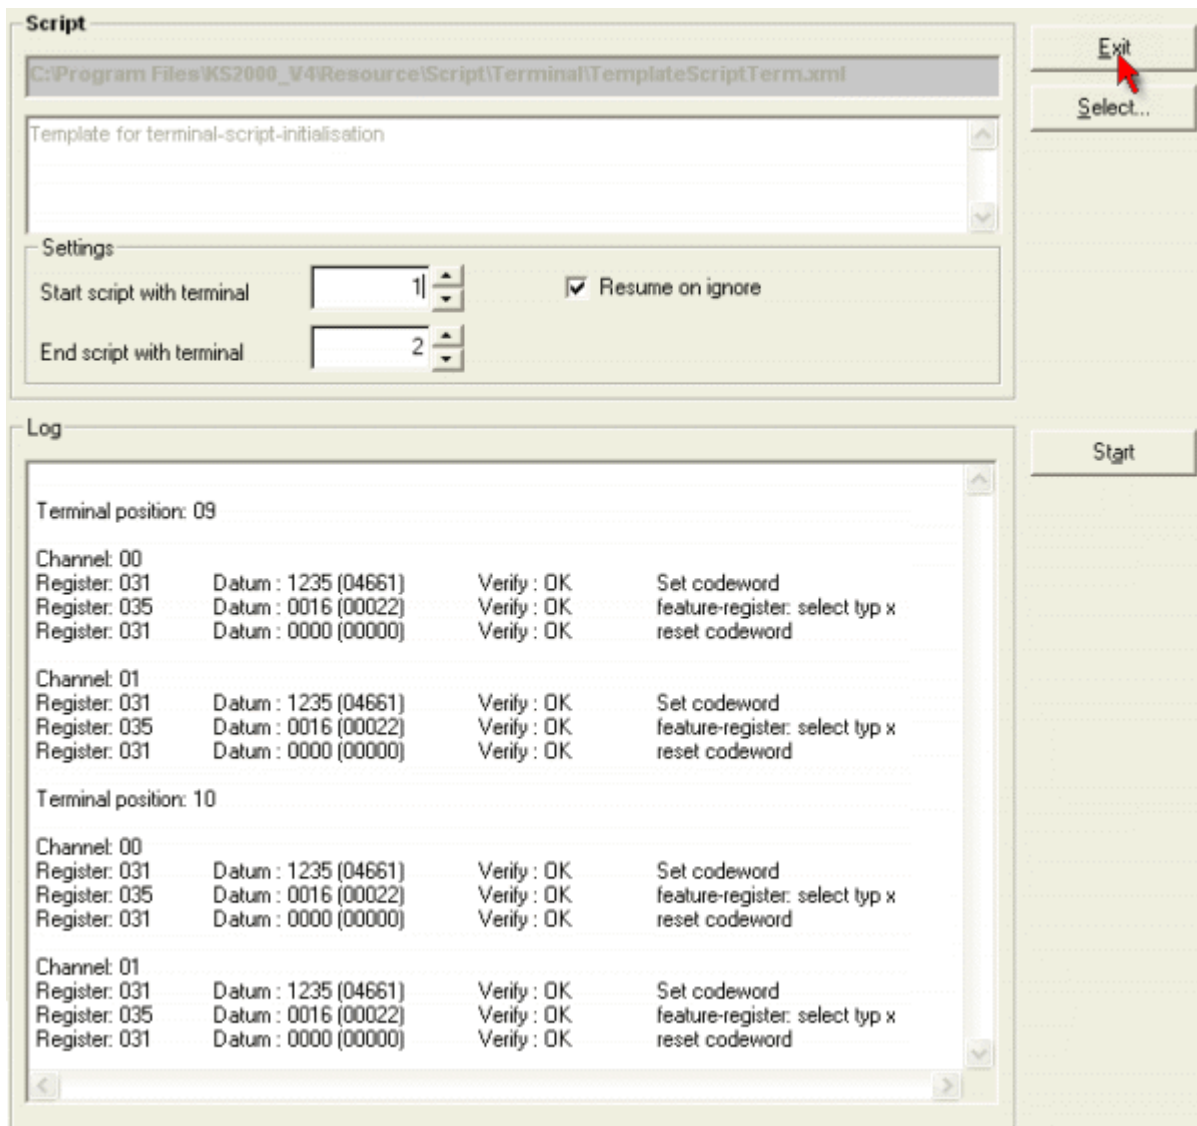 Script
C:\Program Files\KS2000_V4\Resource\Script\Terminal\TemplateScriptTerm.xml
Exit
Select...
Template for terminal-script-initialisation
Settings
Start script with terminal 1 Resume on ignore
End script with terminal 2
Log
Start
Terminal position: 09
Channel: 00
Register: 031 Datum : 1235 (04661) Verify : OK Set codeword
Register: 035 Datum : 0016 (00022) Verify : OK feature-register: select typ x
Register: 031 Datum : 0000 (00000) Verify : OK reset codeword
Channel: 01
Register: 031 Datum : 1235 (04661) Verify : OK Set codeword
Register: 035 Datum : 0016 (00022) Verify : OK feature-register: select typ x
Register: 031 Datum : 0000 (00000) Verify : OK reset codeword
Terminal position: 10
Channel: 00
Register: 031 Datum : 1235 (04661) Verify : OK Set codeword
Register: 035 Datum : 0016 (00022) Verify : OK feature-register: select typ x
Register: 031 Datum : 0000 (00000) Verify : OK reset codeword
Channel: 01
Register: 031 Datum : 1235 (04661) Verify : OK Set codeword
Register: 035 Datum : 0016 (00022) Verify : OK feature-register: select typ x
Register: 031 Datum : 0000 (00000) Verify : OK reset codeword